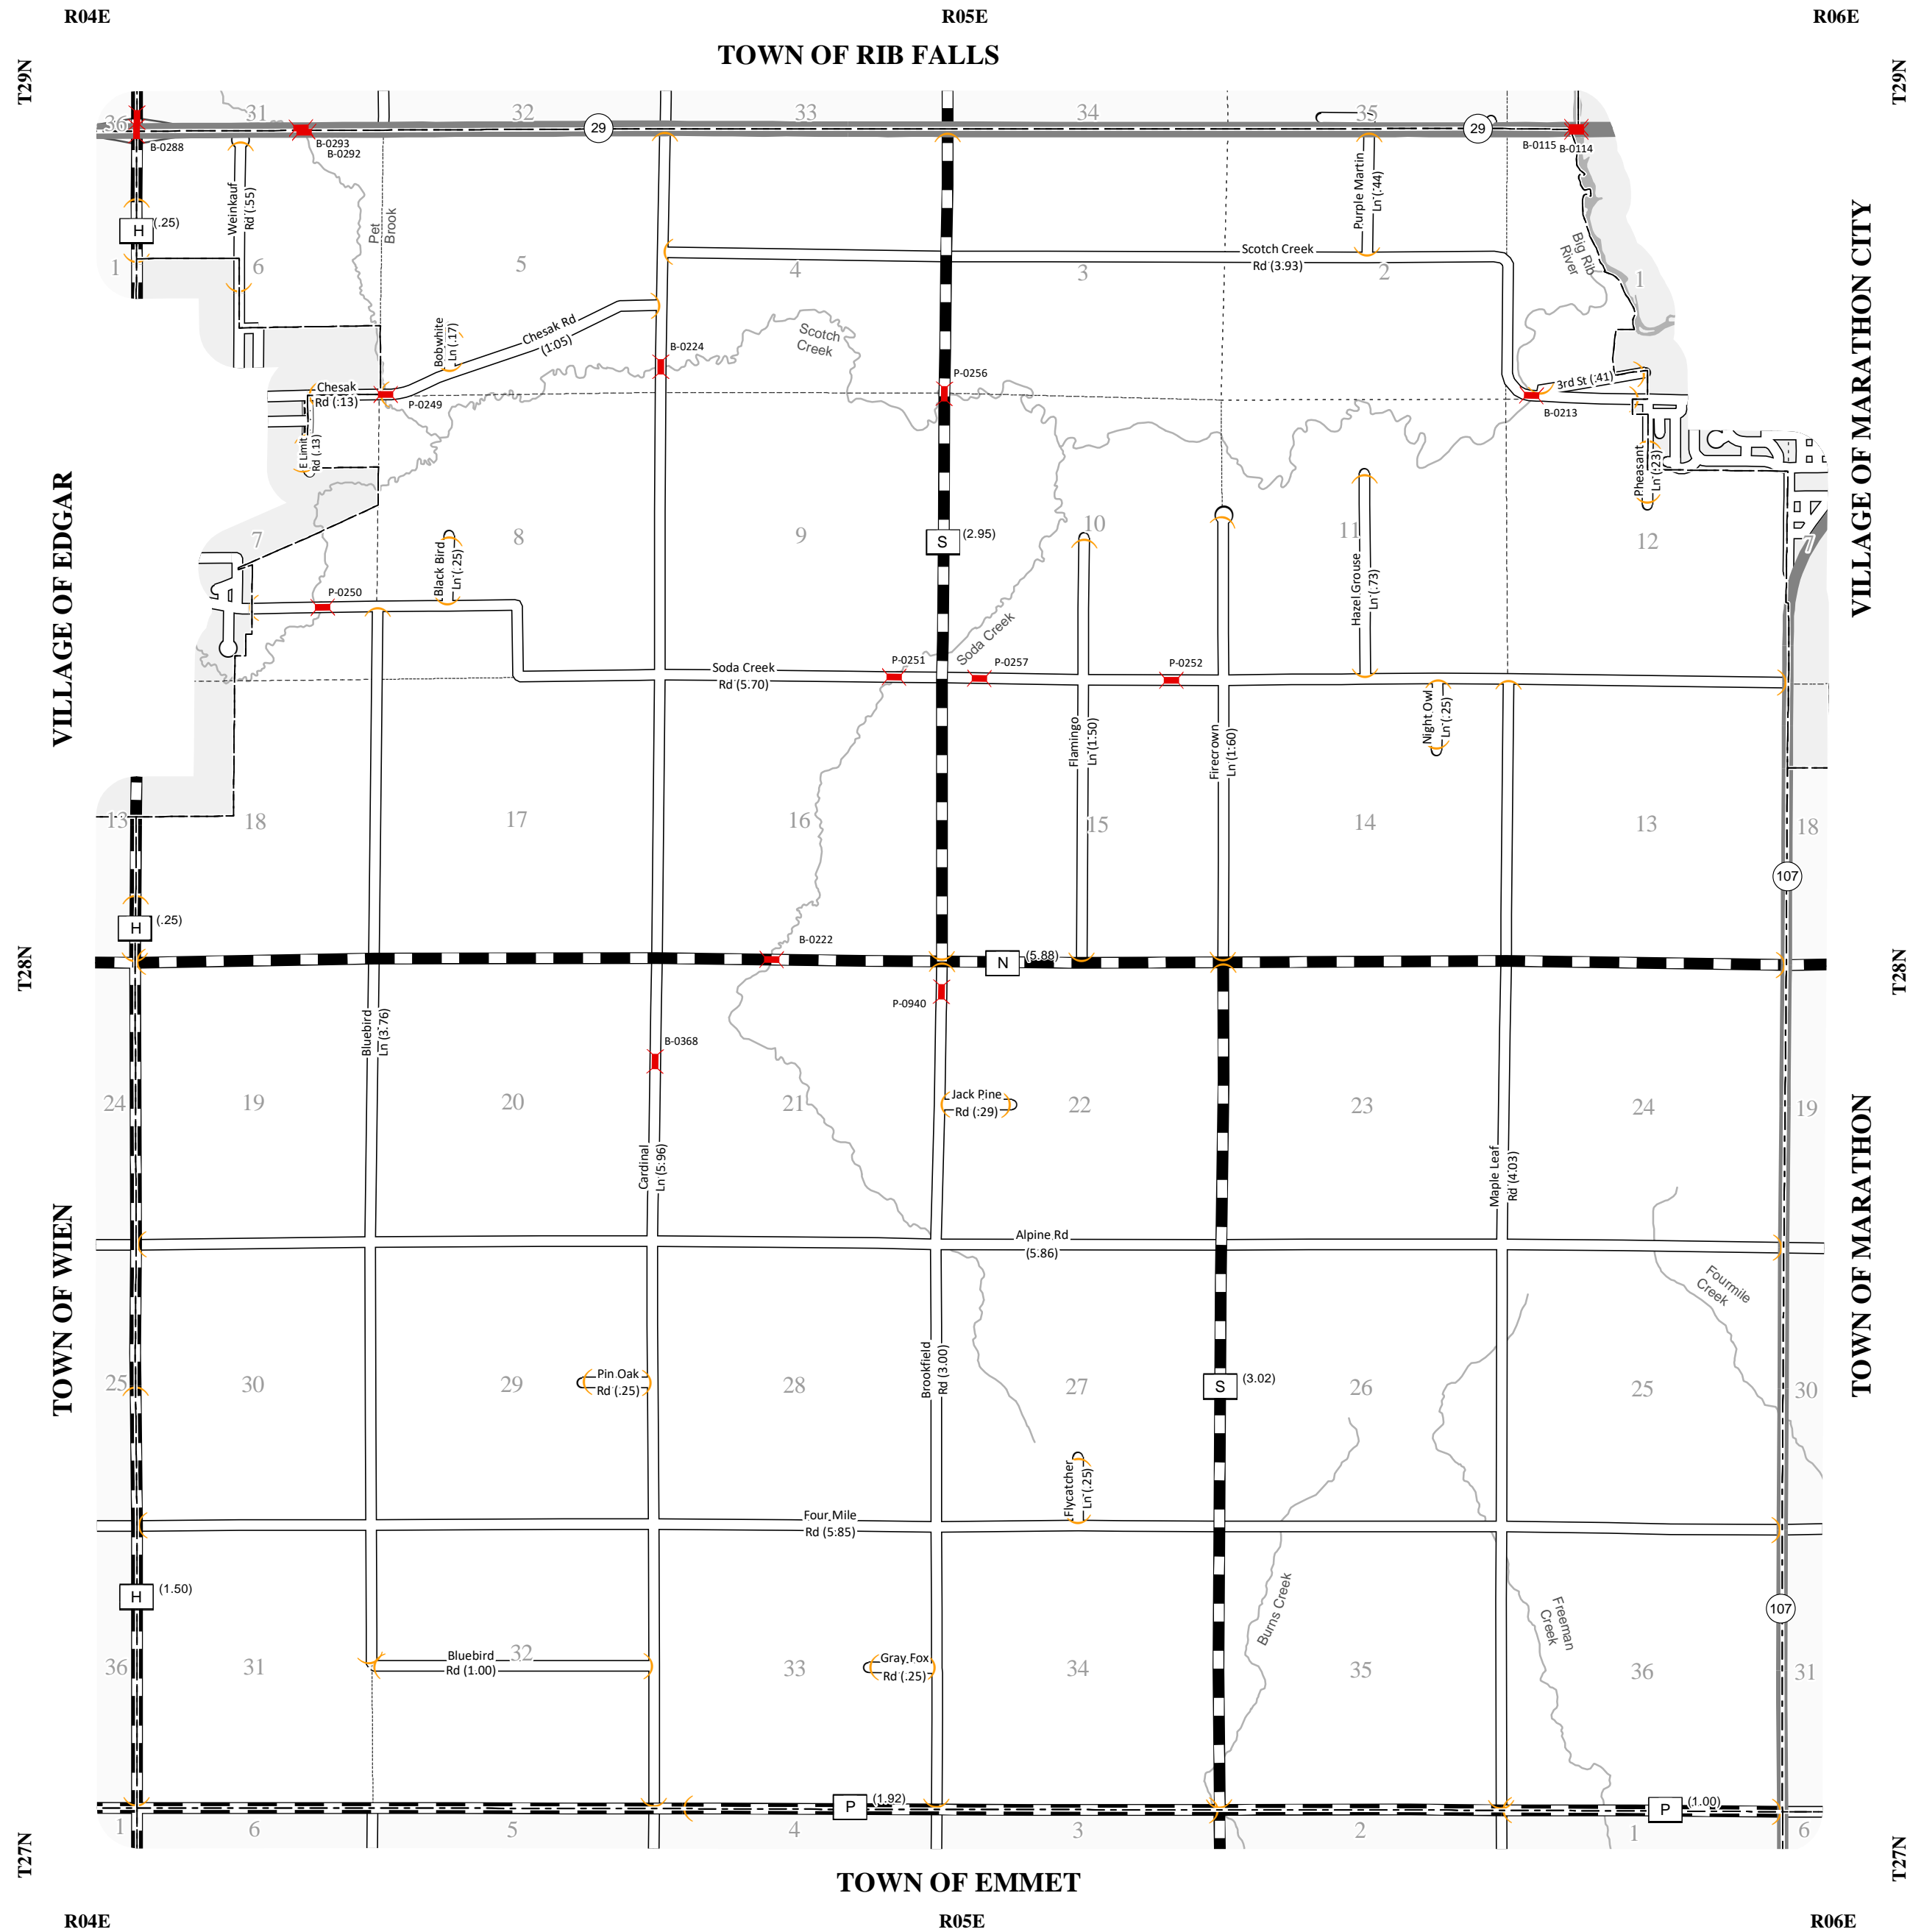 R04E
R05E
R06E
TOWN OF RIB FALLS
T29N
T29N
36
31
32
33
34
35
29
29
B-0288
B-0293
B-0292
B-0115
B-0114
H
(.25)
Weinkauf
Rd (.55)
Pet
Brook
Purple Martin
Ln (.44)
Big Rib
River
Scotch Creek
Rd (3.93)
1
6
5
4
3
2
1
Bobwhite
Ln (.17)
Chesak Rd
(1.05)
Scotch
Creek
B-0224
P-0256
Chesak
Rd (.13)
P-0249
3rd St (.41)
B-0213
E Limit
Rd (.13)
Pheasant
Ln (.23)
VILLAGE OF EDGAR
VILLAGE OF MARATHON CITY
7
8
9
10
11
12
7
S
(2.95)
Black Bird
Ln (.25)
Hazel Grouse
Ln (.73)
P-0250
Soda Creek
Soda Creek
Rd (5.70)
P-0251
P-0257
P-0252
Flamingo
Ln (1.50)
Firecrown
Ln (1.60)
Night Owl
Ln (.25)
13
18
17
16
15
14
13
18
107
H
(.25)
B-0222
N
(5.88)
T28N
T28N
P-0940
B-0368
Bluebird
Ln (3.76)
Jack Pine
Rd (.29)
24
19
20
21
22
23
24
19
Cardinal
Ln (5.96)
Maple Leaf
Rd (4.03)
Alpine Rd
(5.86)
Fourmile
Creek
TOWN OF WIEN
TOWN OF MARATHON
Pin Oak
Rd (.25)
Brookfield
Rd (3.00)
S
(3.02)
25
30
29
28
27
26
25
30
Flycatcher
Ln (.25)
Four Mile
Rd (5.85)
H
(1.50)
107
Burns Creek
Freeman
Creek
Bluebird
Rd (1.00)
Gray Fox
Rd (.25)
36
31
32
33
34
35
36
31
P
(1.92)
P
(1.00)
1
6
5
4
3
2
1
6
T27N
T27N
TOWN OF EMMET
R04E
R05E
R06E